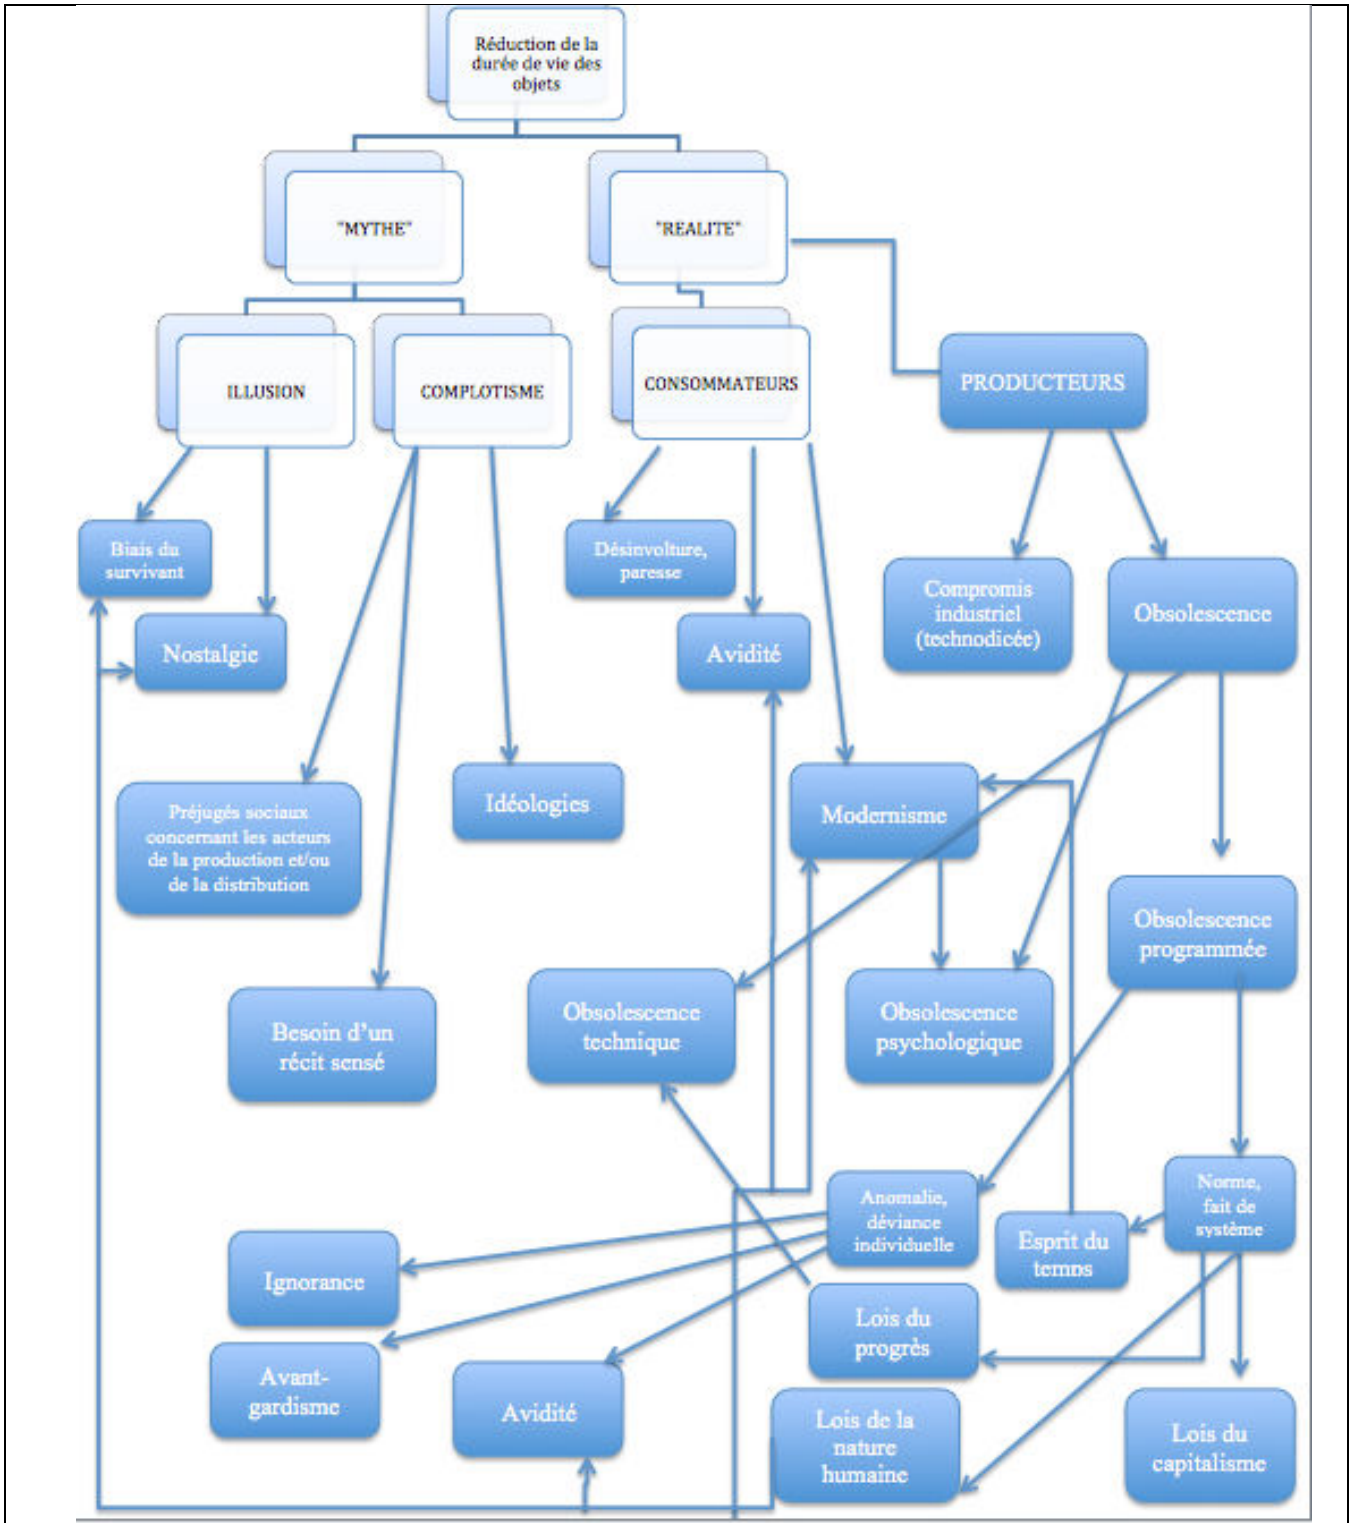 Réduction de la
durée de vie des
objets
"MYTHE"
"REALITE"
ILLUSION
COMPLOTISME
CONSOMMATEURS
PRODUCTEURS
Biais du
survivant
Désinvolture,
paresse
Compromis
industriel
(technodicée)
Obsolescence
Nostalgie
Avidité
Préjugés sociaux
concernant les acteurs
de la production et/ou
de la distribution
Idéologies
Modernisme
Obsolescence
programmée
Besoin d'un
récit sensé
Obsolescence
technique
Obsolescence
psychologique
Anomalie,
déviance
individuelle
Norme,
fait de
système
Esprit du
temps
Ignorance
Lois du
progrès
Avant-
gardisme
Avidité
Lois de la
nature
humaine
Lois du
capitalisme